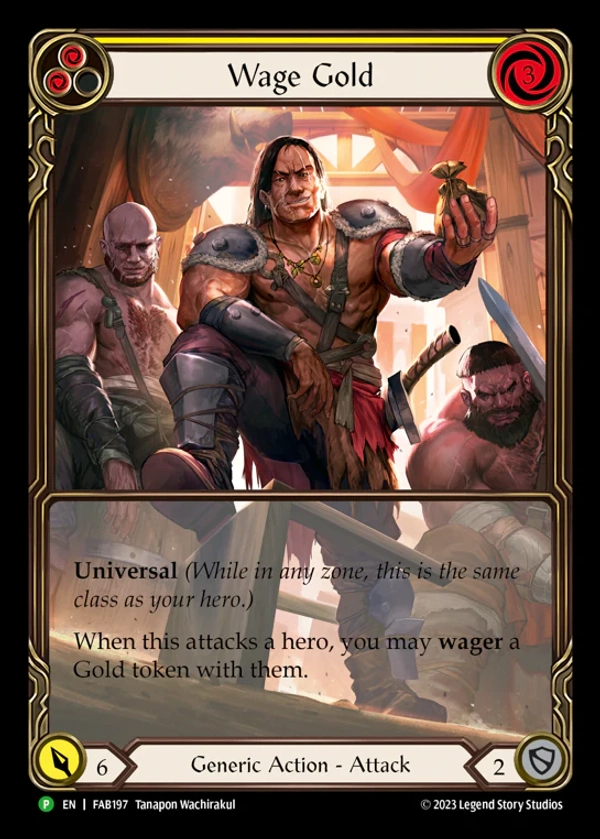 Wage Gold
3
Universal (While in any zone, this is the same
class as your hero.)
When this attacks a hero, you may wager a
Gold token with them.
6
Generic Action - Attack
2
P EN | FAB197 Tanapon Wachirakul
© 2023 Legend Story Studios